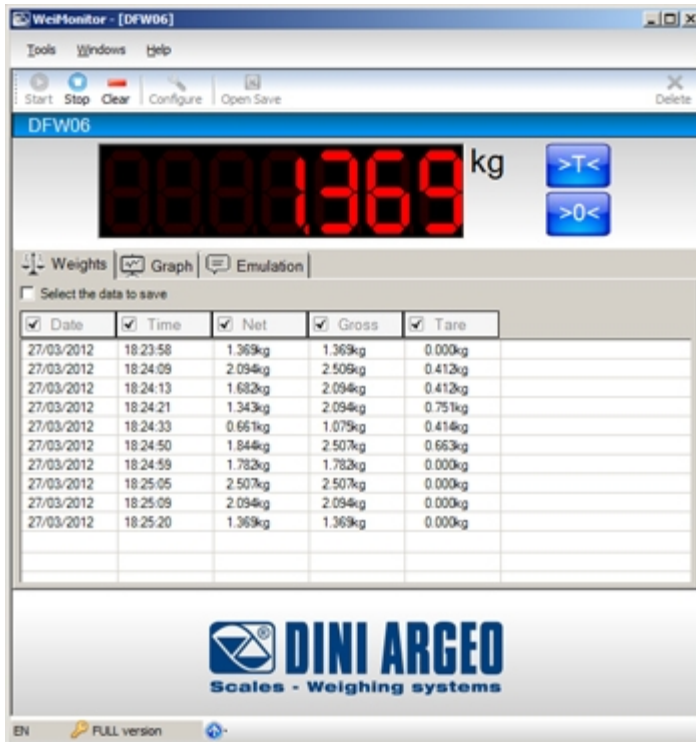 WeiMonitor - [DFW06]
Tools Windows Help
Start Stop Clear Configure Open Save Delete
DFW06
1.369 kg >T<
>0<
Weights Graph Emulation
Select the data to save
Date Time Net Gross Tare
27/03/2012 18:23:58 1.369kg 1.369kg 0.000kg
27/03/2012 18:24:09 2.094kg 2.506kg 0.412kg
27/03/2012 18:24:13 1.682kg 2.094kg 0.412kg
27/03/2012 18:24:21 1.343kg 2.094kg 0.751kg
27/03/2012 18:24:33 0.661kg 1.075kg 0.414kg
27/03/2012 18:24:50 1.844kg 2.507kg 0.663kg
27/03/2012 18:24:59 1.782kg 1.782kg 0.000kg
27/03/2012 18:25:05 2.507kg 2.507kg 0.000kg
27/03/2012 18:25:09 2.094kg 2.094kg 0.000kg
27/03/2012 18:25:20 1.369kg 1.369kg 0.000kg
DINI ARGEO
Scales - Weighing systems
EN FULL version